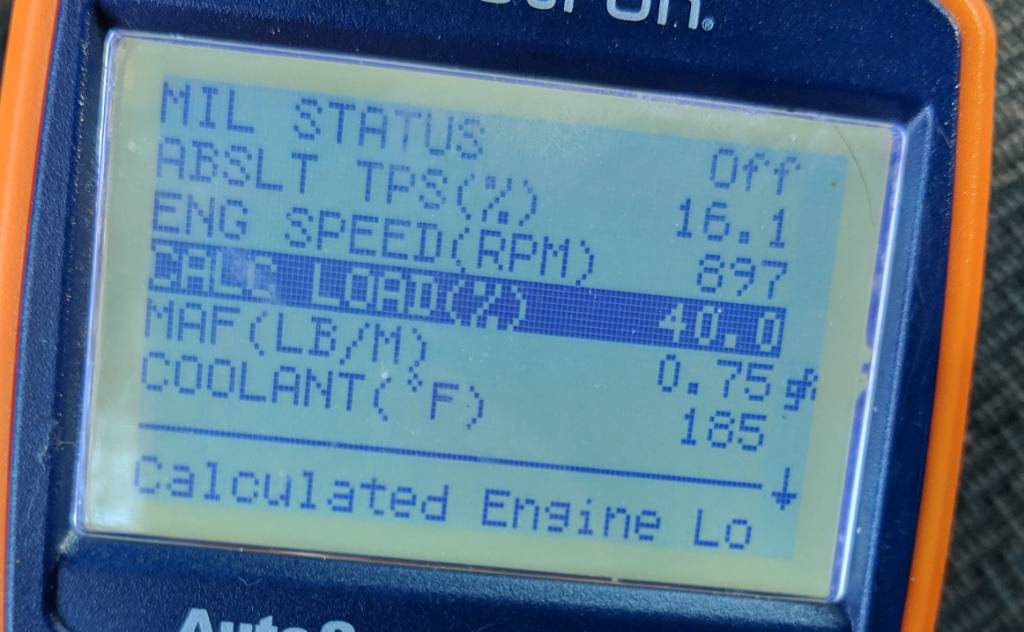 MIL STATUS Off
ABSLT TPS(%) 16.1
ENG SPEED(RPM) 897
CALC LOAD(%) 40.0
MAF(LB/M) 0.75
COOLANT(°F) 185
Calculated Engine Lo